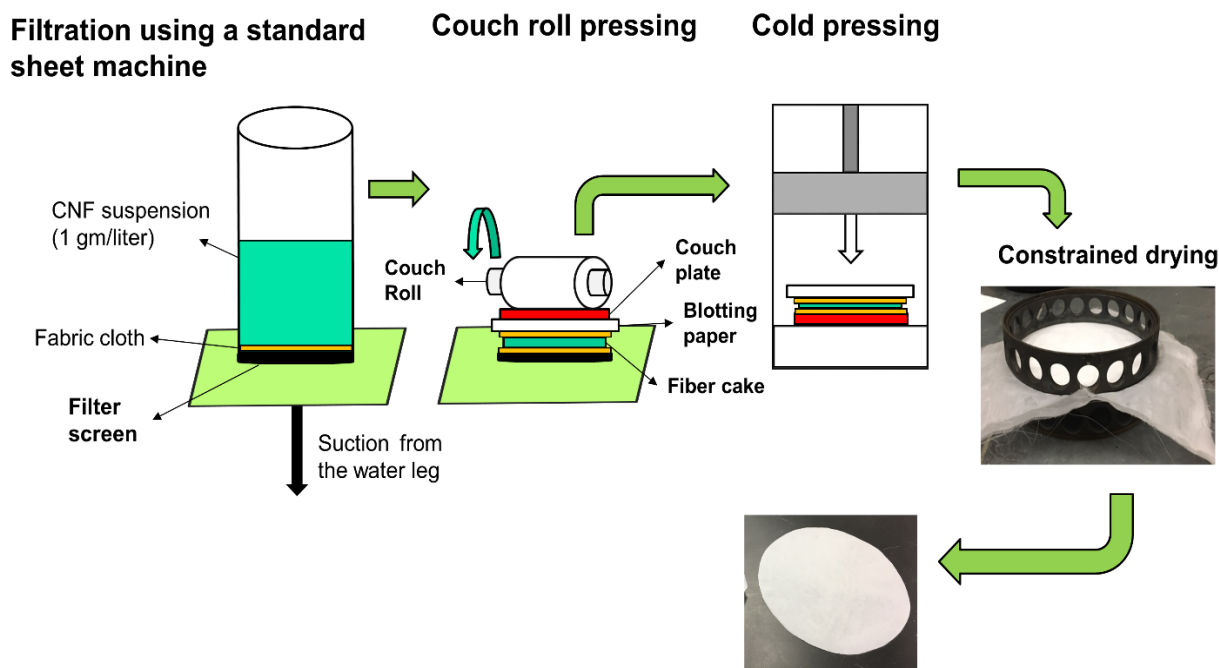 Filtration using a standard
sheet machine
Couch roll pressing
Cold pressing
CNF suspension
(1 gm/liter)
Fabric cloth
Filter
screen
Suction from
the water leg
Couch
Roll
Couch
plate
Blotting
paper
Fiber cake
Constrained drying